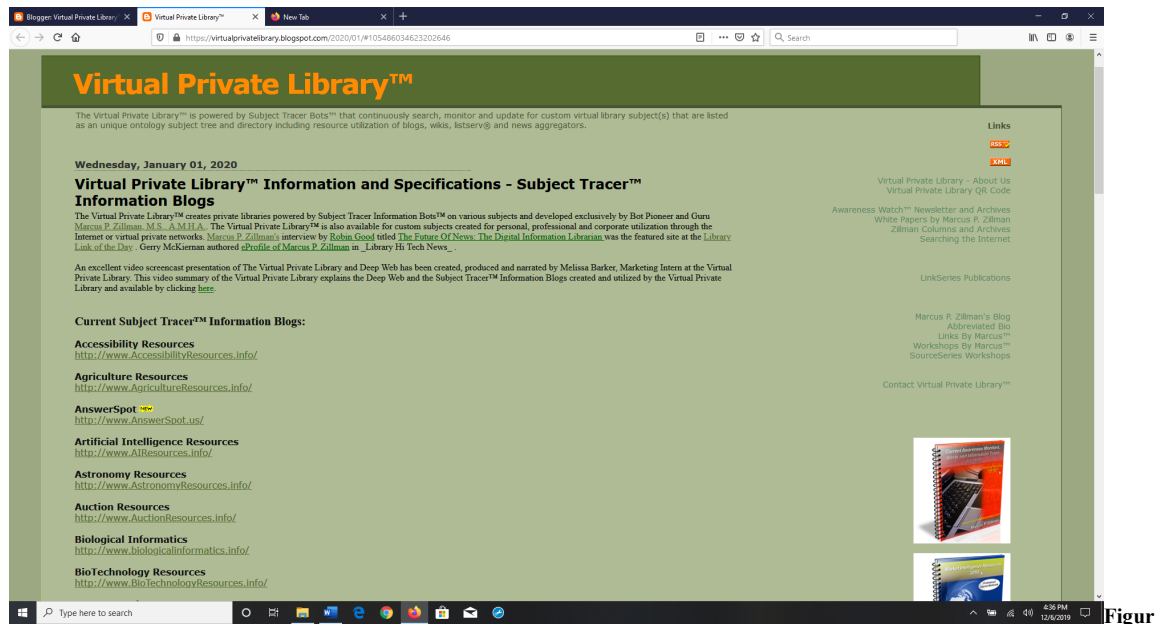 Blogger: Virtual Private Library
Virtual Private Library™
New Tab
https://virtualprivatelibrary.blogspot.com/2020/01/#105486034623202646
Search
Virtual Private Library™
The Virtual Private Library™ is powered by Subject Tracer Bots™ that continuously search, monitor and update for custom virtual library subject(s) that are listed
as an unique ontology subject tree and directory including resource utilization of blogs, wikis, listserv® and news aggregators.
Wednesday, January 01, 2020
Virtual Private Library™ Information and Specifications - Subject Tracer™
Information Blogs
The Virtual Private Library™ creates private libraries powered by Subject Tracer Information Bots™ on various subjects and developed exclusively by Bot Pioneer and Guru
Marcus P. Zillman, M.S., A.M.H.A.. The Virtual Private Library™ is also available for custom subjects created for personal, professional and corporate utilization through the
Internet or virtual private networks. Marcus P. Zillman's interview by Robin Good titled The Future Of News: The Digital Information Librarian was the featured site at the Library
Link of the Day . Gerry McKiernan authored eProfile of Marcus P. Zillman in _Library Hi Tech News_ .
An excellent video screencast presentation of The Virtual Private Library and Deep Web has been created, produced and narrated by Melissa Barker, Marketing Intern at the Virtual
Private Library. This video summary of the Virtual Private Library explains the Deep Web and the Subject Tracer™ Information Blogs created and utilized by the Virtual Private
Library and available by clicking here.
Current Subject Tracer™ Information Blogs:
Accessibility Resources
http://www.AccessibilityResources.info/
Agriculture Resources
http://www.AgricultureResources.info/
AnswerSpot NEW
http://www.AnswerSpot.us/
Artificial Intelligence Resources
http://www.AIResources.info/
Astronomy Resources
http://www.AstronomyResources.info/
Auction Resources
http://www.AuctionResources.info/
Biological Informatics
http://www.biologicalinformatics.info/
BioTechnology Resources
http://www.BioTechnologyResources.info/
Links
RSS
XML
Virtual Private Library - About Us
Virtual Private Library QR Code
Awareness Watch™ Newsletter and Archives
White Papers by Marcus P. Zillman
Zillman Columns and Archives
Searching the Internet
LinkSeries Publications
Marcus P. Zillman's Blog
Abbreviated Bio
Links By Marcus™
Workshops By Marcus™
SourceSeries Workshops
Contact Virtual Private Library™
Type here to search
4:36 PM
12/6/2019
Figur